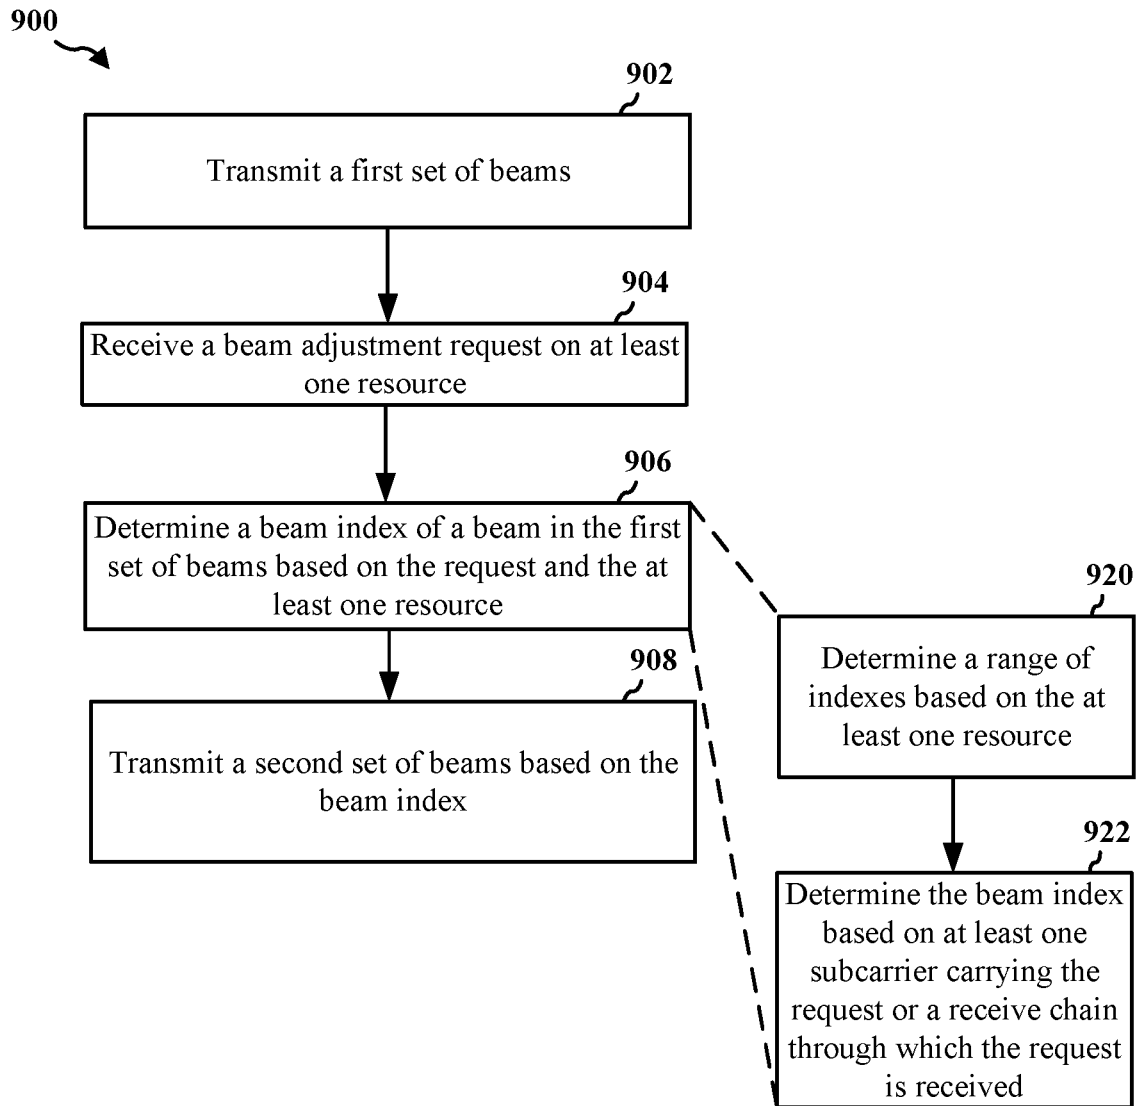 900
902
Transmit a first set of beams
904
Receive a beam adjustment request on at least
one resource
906
Determine a beam index of a beam in the first
set of beams based on the request and the at
least one resource
908
Transmit a second set of beams based on the
beam index
920
Determine a range of
indexes based on the at
least one resource
922
Determine the beam index
based on at least one
subcarrier carrying the
request or a receive chain
through which the request
is received